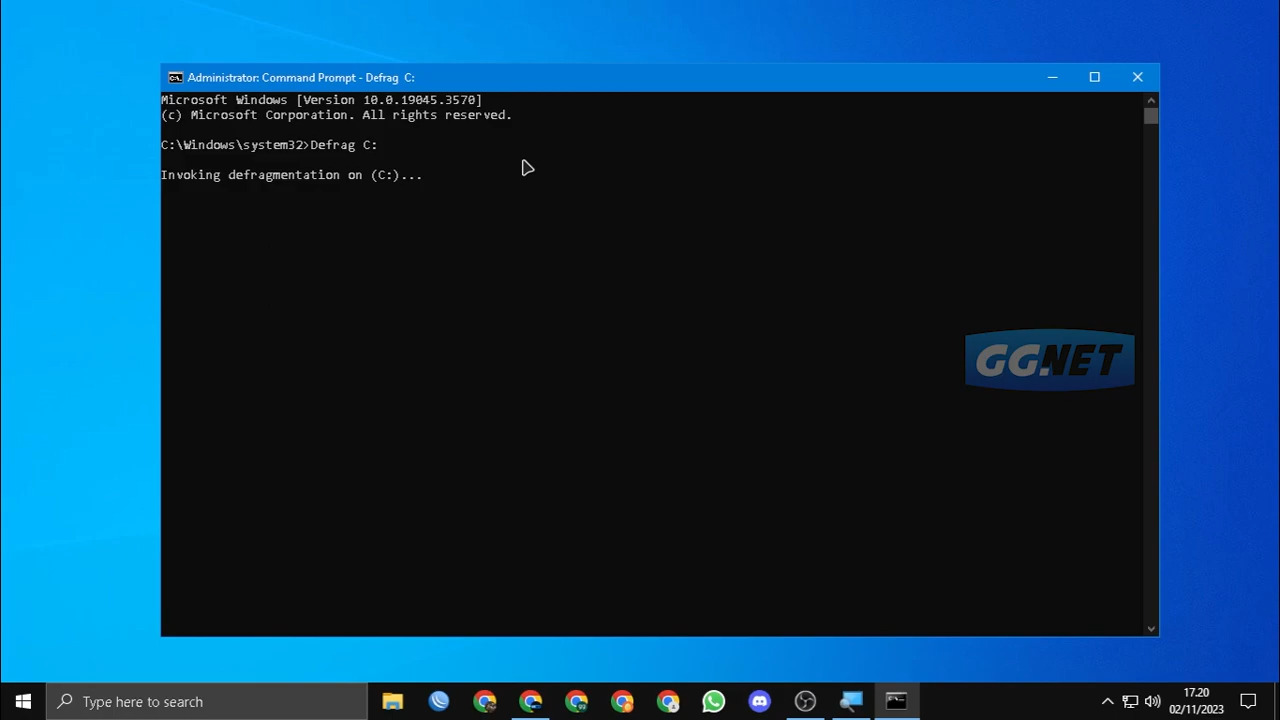 Administrator: Command Prompt - Defrag  C:
Microsoft Windows [Version 10.0.19045.3570]
(c) Microsoft Corporation. All rights reserved.
C:\Windows\system32>Defrag C:
Invoking defragmentation on (C:)...
GG.NET
Type here to search
17.20
02/11/2023